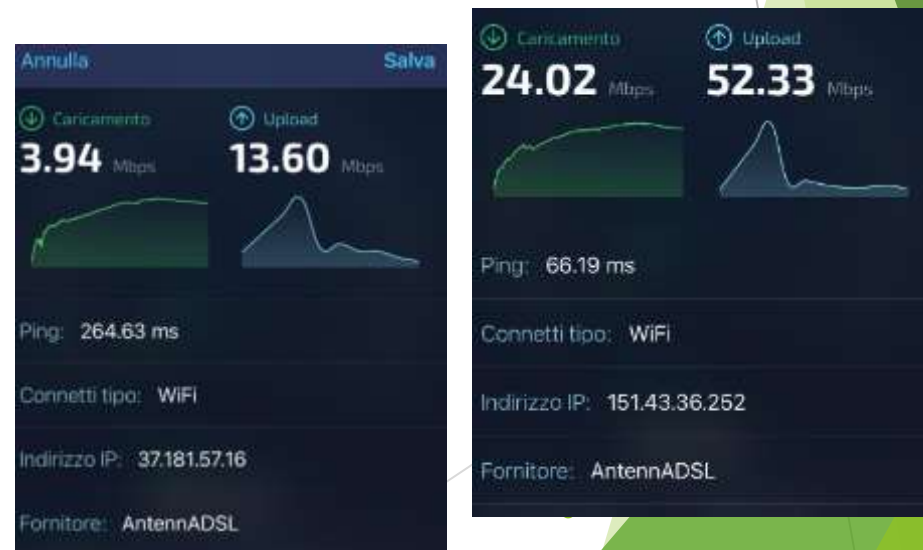 Annulla Salva
Caricamento Upload
3.94 Mbps 13.60 Mbps
Ping: 264.63 ms
Connetti tipo: WiFi
Indirizzo IP: 37.181.57.16
Fornitore: AntennADSL
Caricamento Upload
24.02 Mbps 52.33 Mbps
Ping: 66.19 ms
Connetti tipo: WiFi
Indirizzo IP: 151.43.36.252
Fornitore: AntennADSL